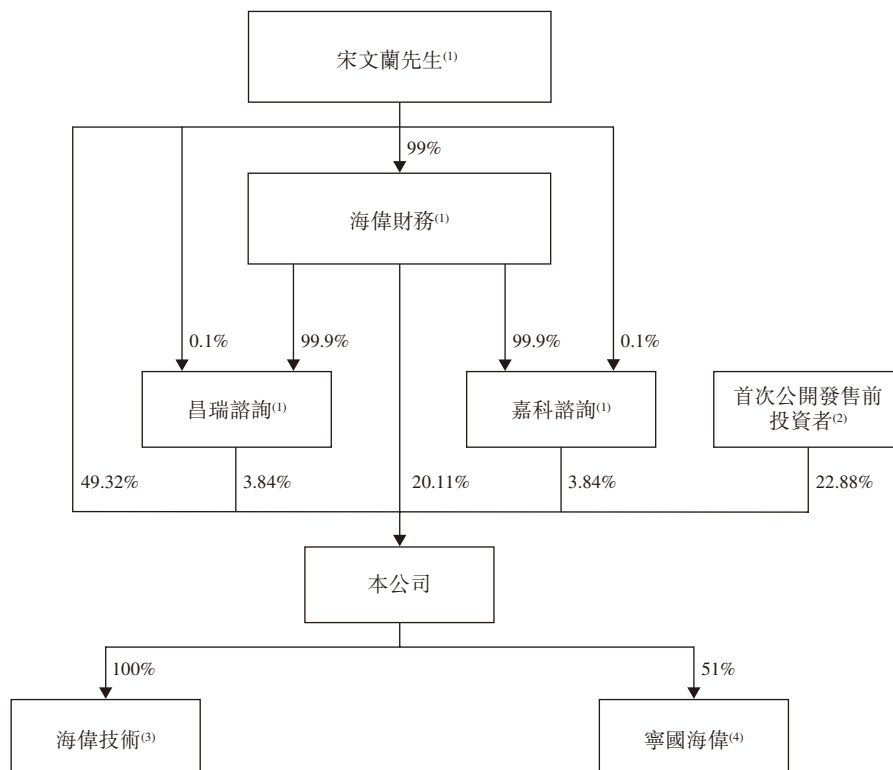 宋文蘭先生(1)
99%
海偉財務(1)
0.1%
99.9%
99.9%
0.1%
昌瑞諮詢(1)
嘉科諮詢(1)
首次公開發售前
投資者(2)
49.32%
3.84%
20.11%
3.84%
22.88%
本公司
100%
51%
海偉技術(3)
寧國海偉(4)